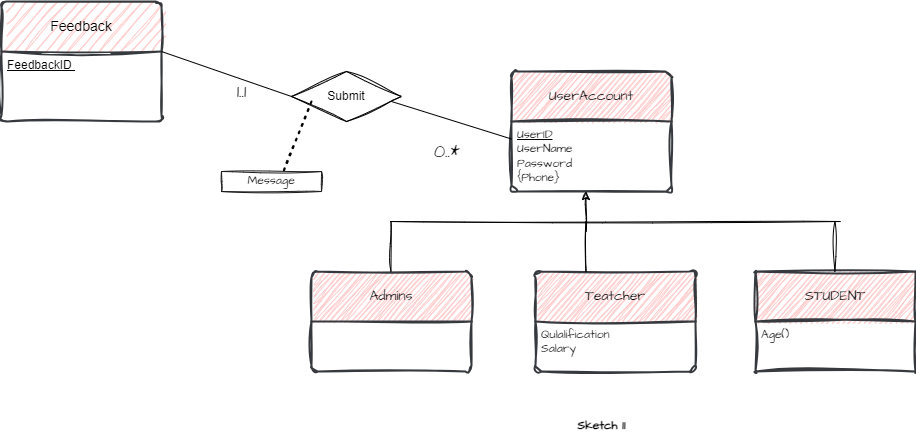 Feedback
FeedbackID
1..1
Submit
0..*
Message
UserAccount
UserID
UserName
Password
{Phone}
Admins
Teatcher
Qulalification
Salary
STUDENT
Age()
Sketch 11